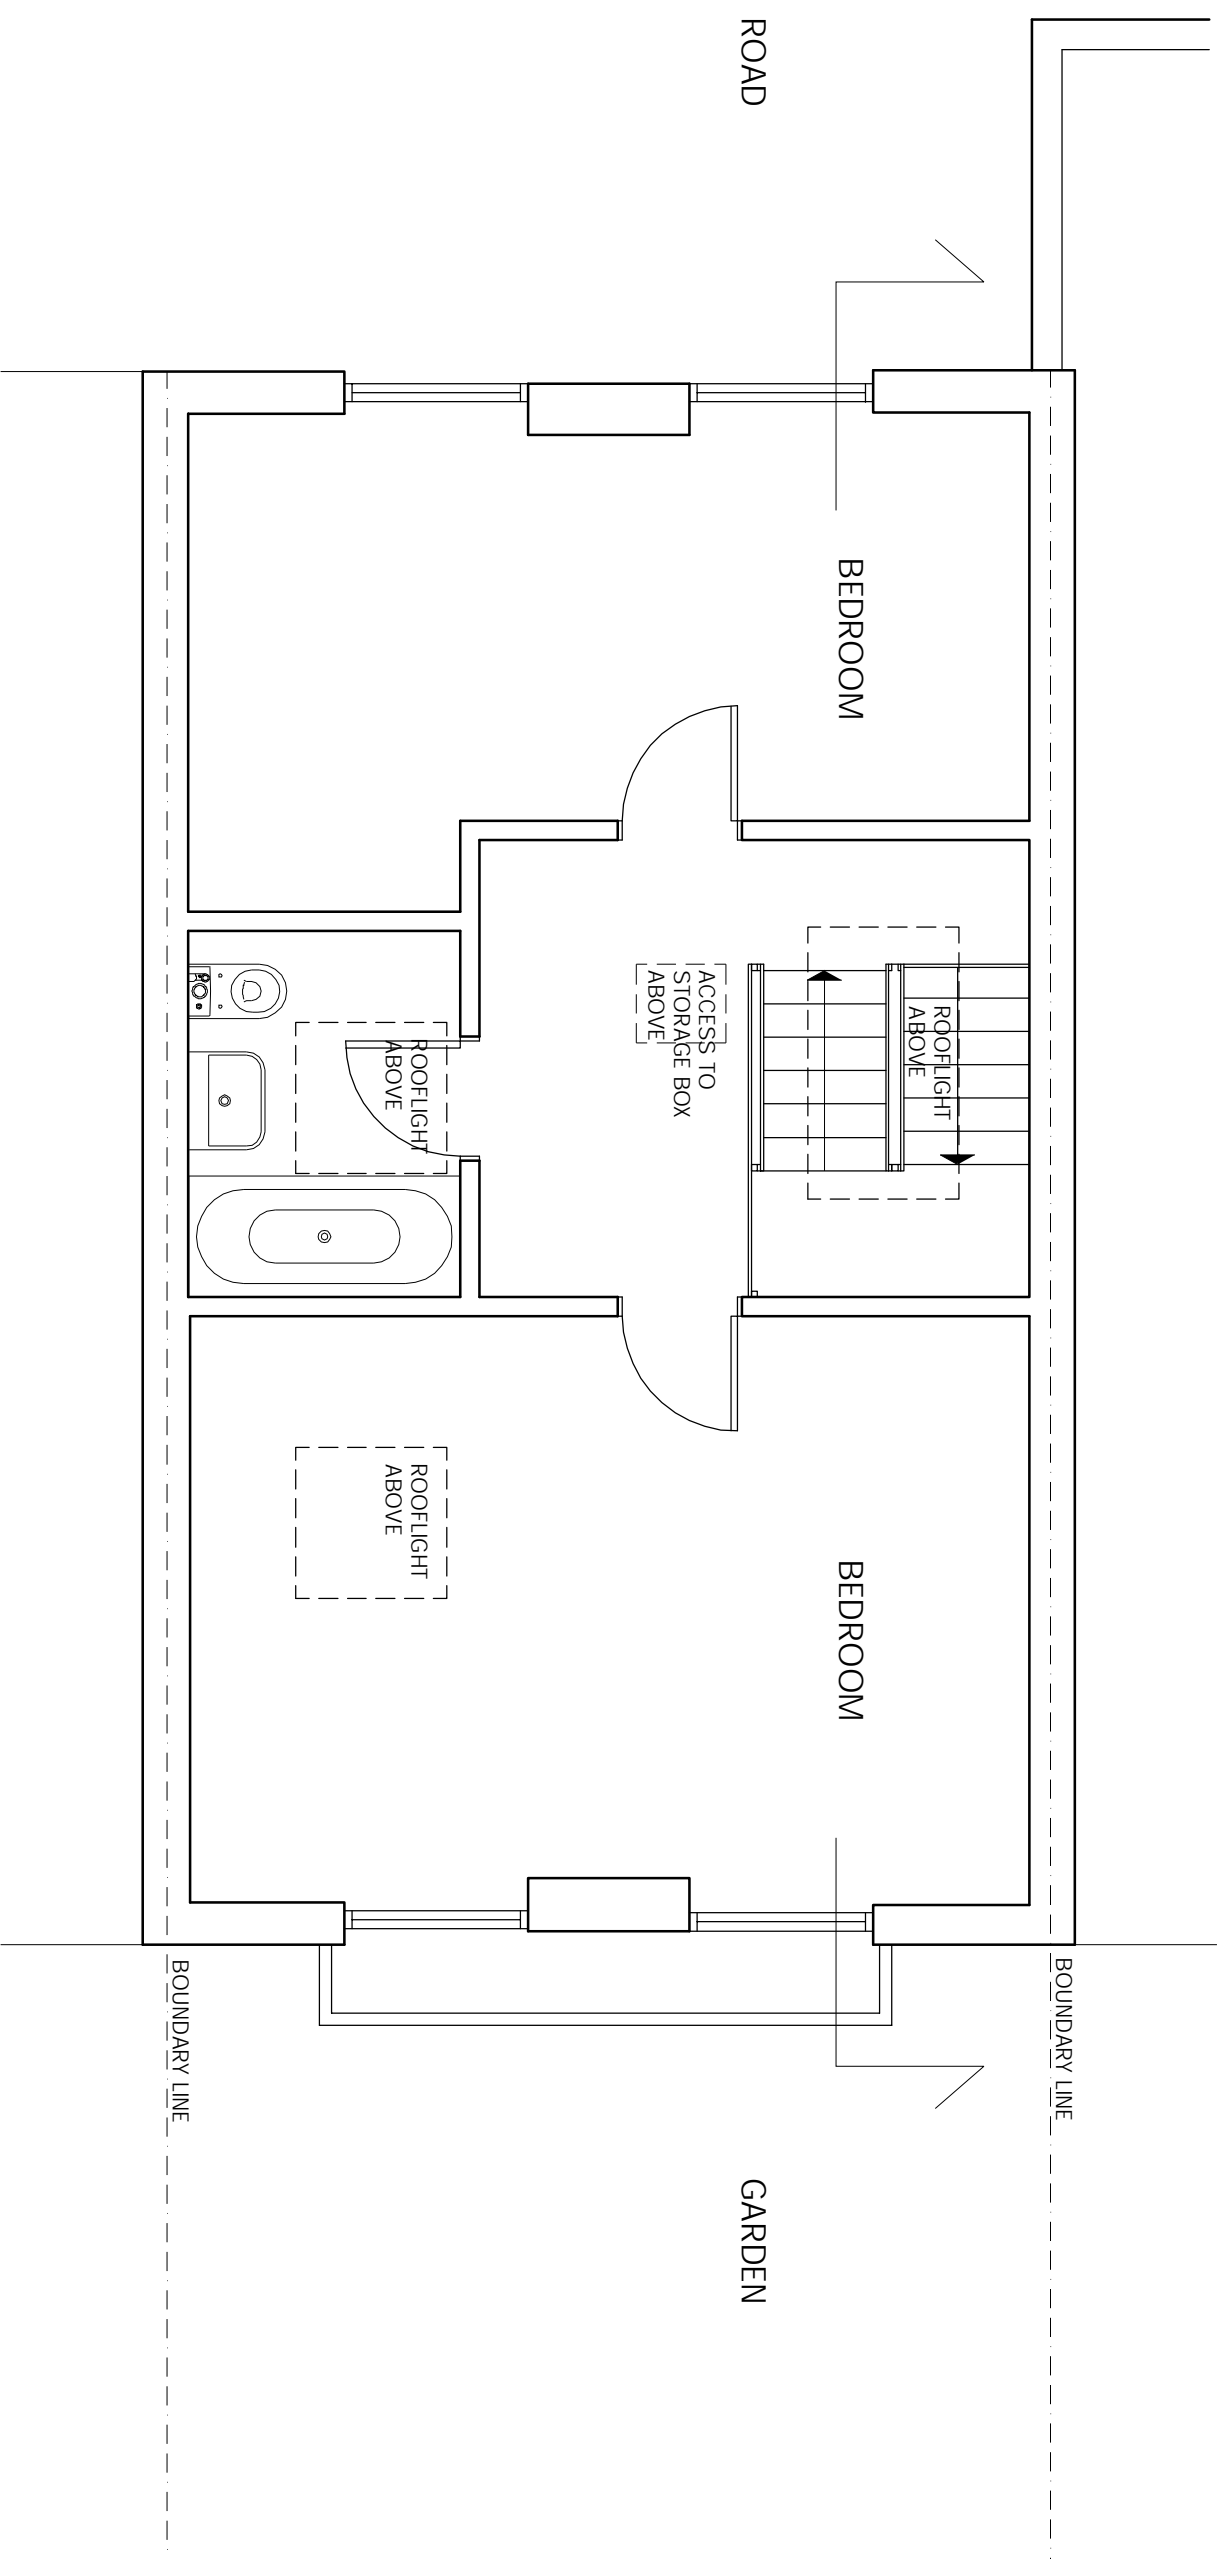 ROAD
BEDROOM
ROOFLIGHT
ABOVE
ACCESS TO
STORAGE BOX
ABOVE
ROOFLIGHT
ABOVE
BEDROOM
ROOFLIGHT
ABOVE
BOUNDARY LINE
BOUNDARY LINE
GARDEN